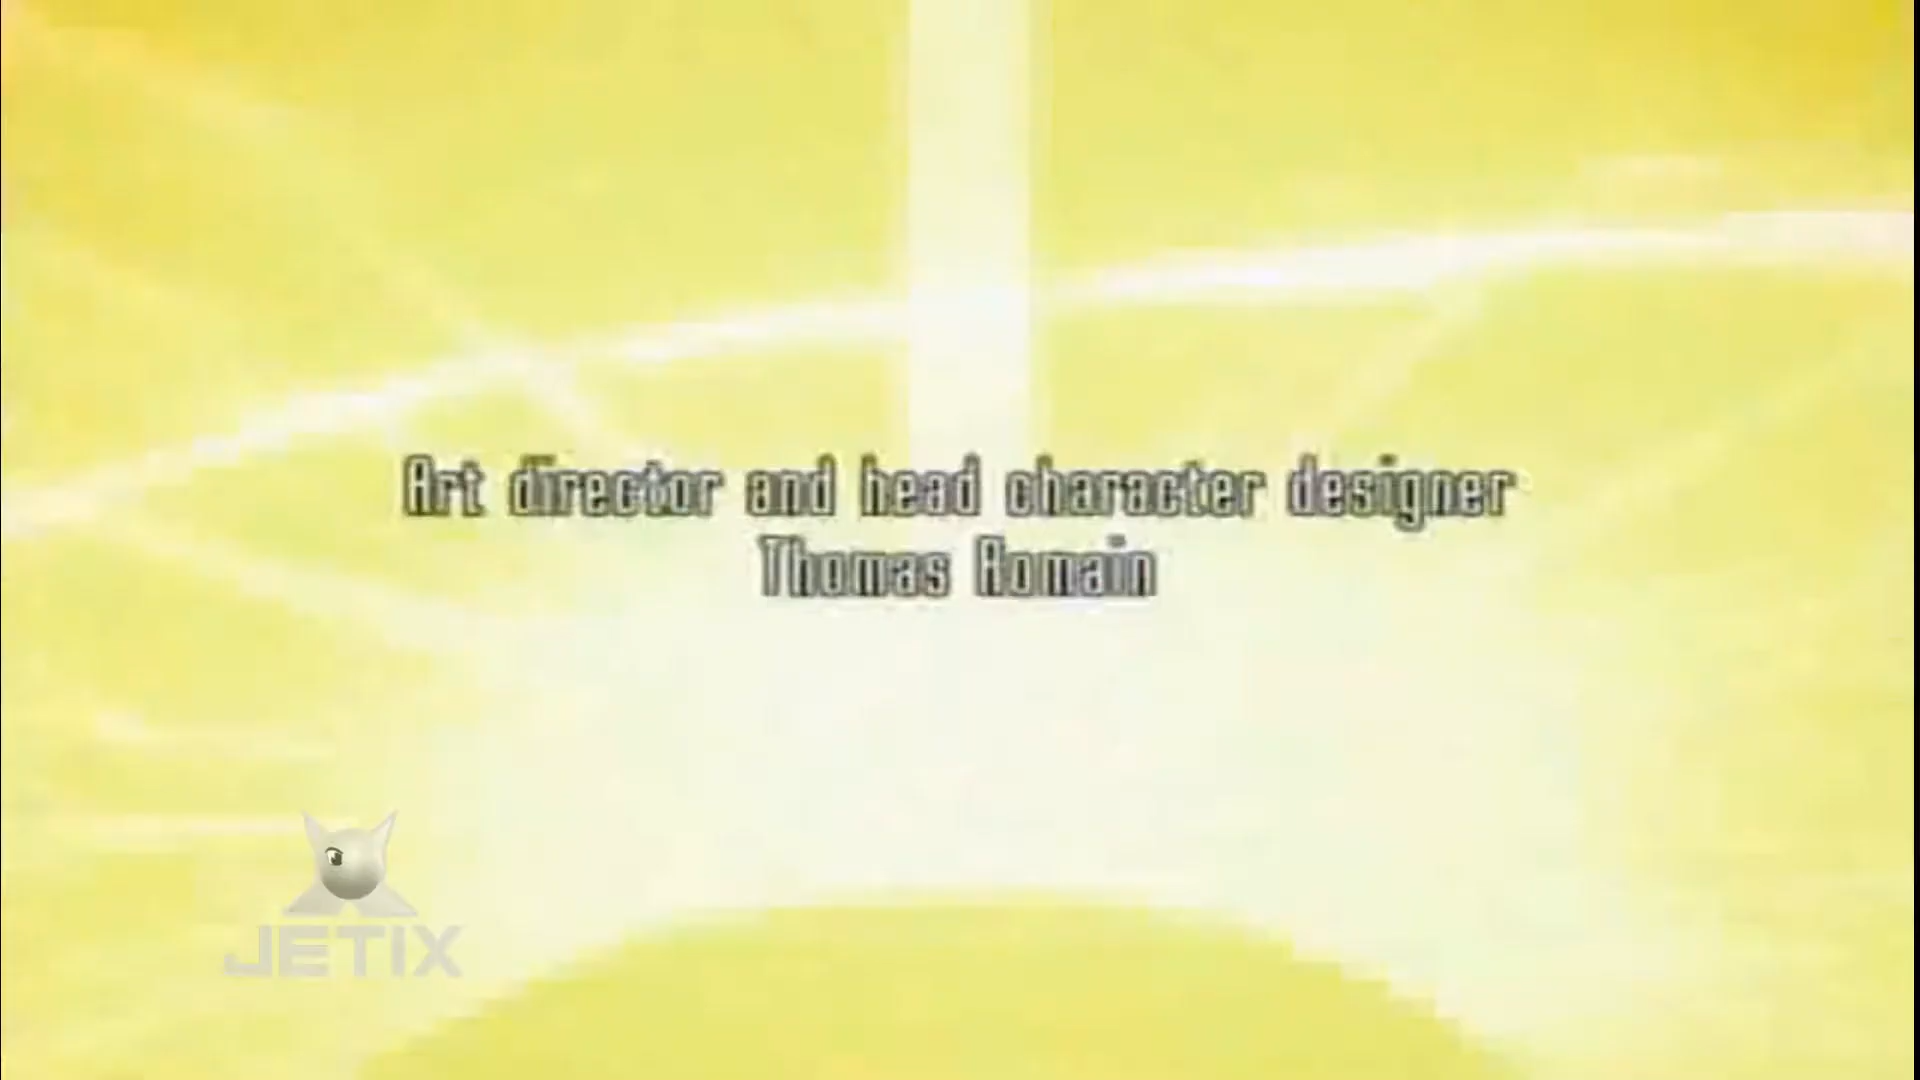 Art director and head character designer
Thomas Romain
JETIX